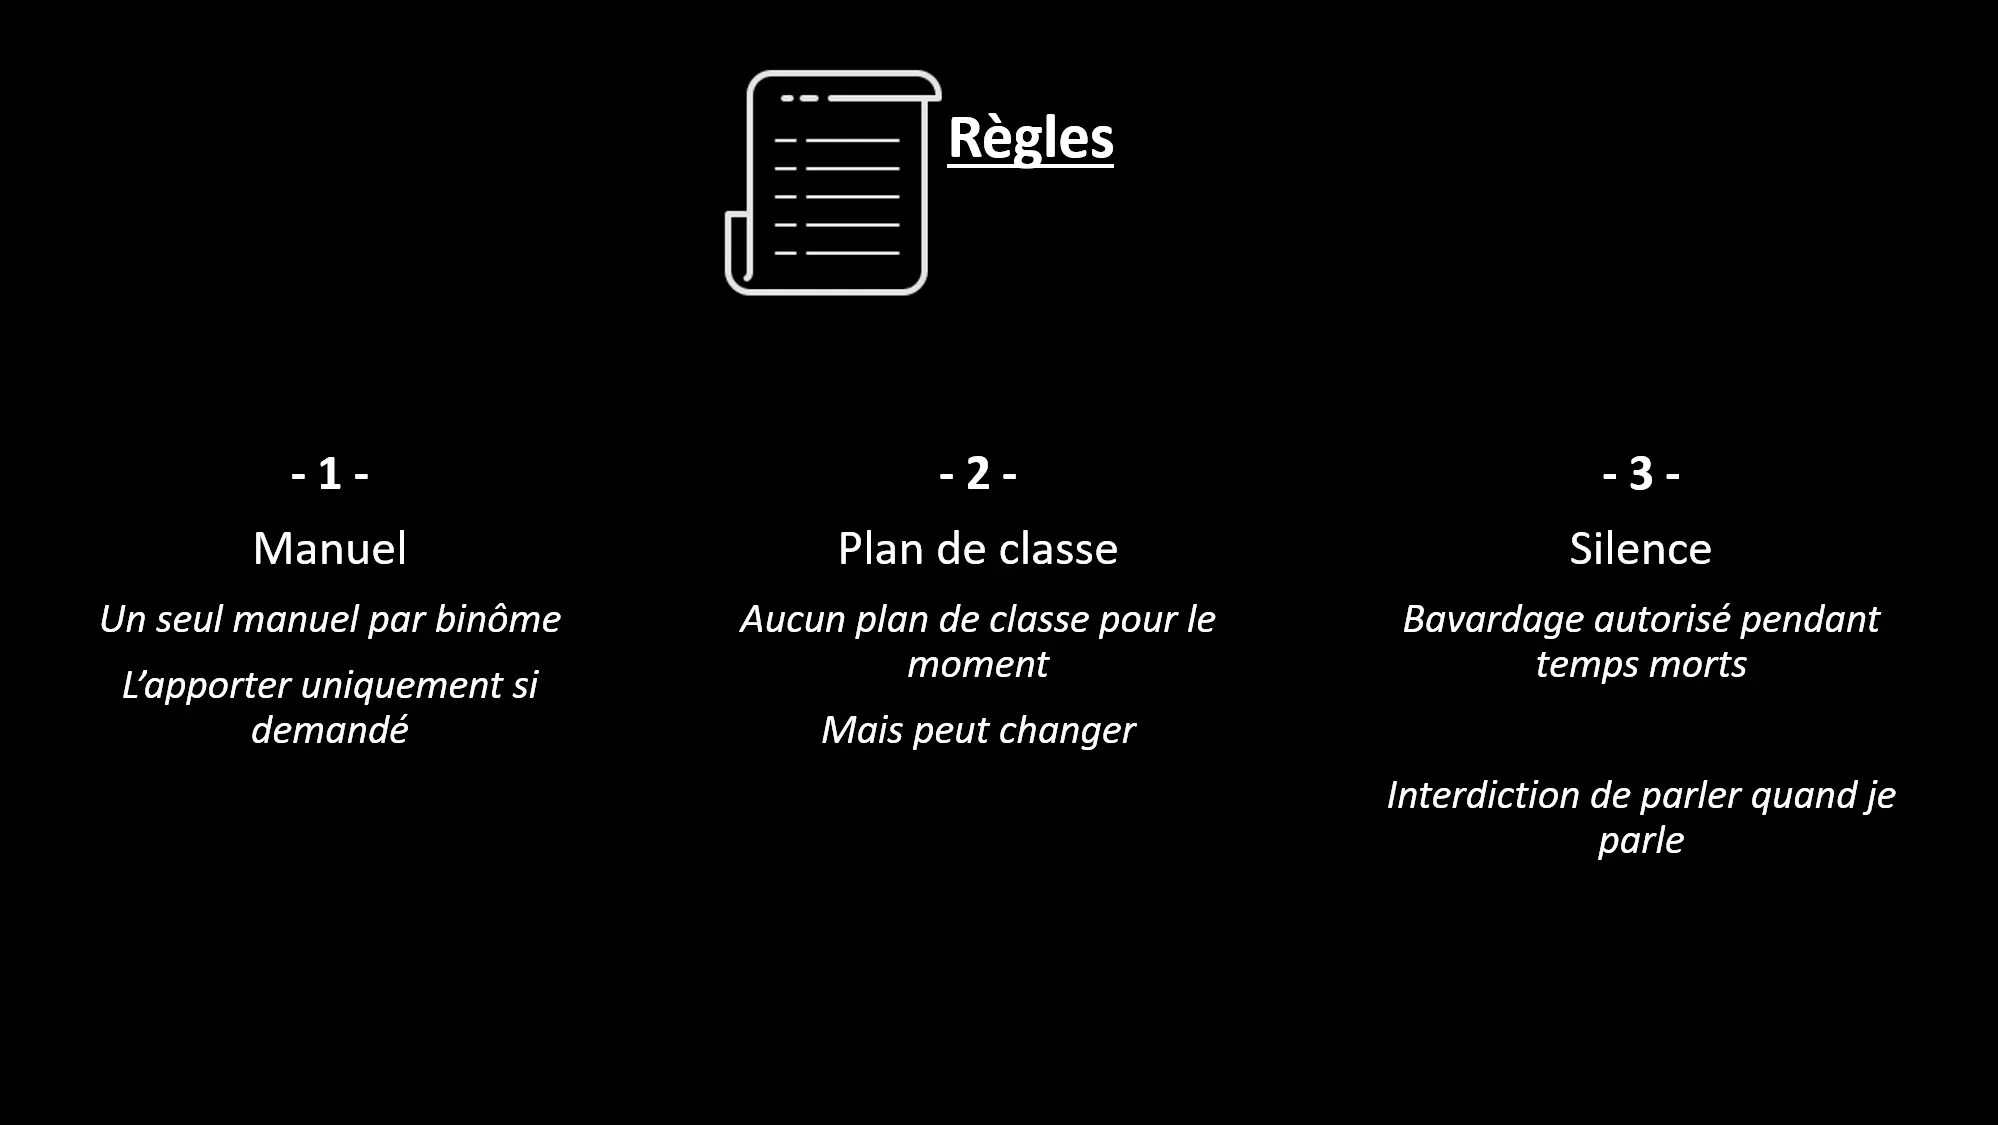 Règles
- 1 -
Manuel
Un seul manuel par binôme
L’apporter uniquement si
demandé
- 2 -
Plan de classe
Aucun plan de classe pour le
moment
Mais peut changer
- 3 -
Silence
Bavardage autorisé pendant
temps morts
Interdiction de parler quand je
parle